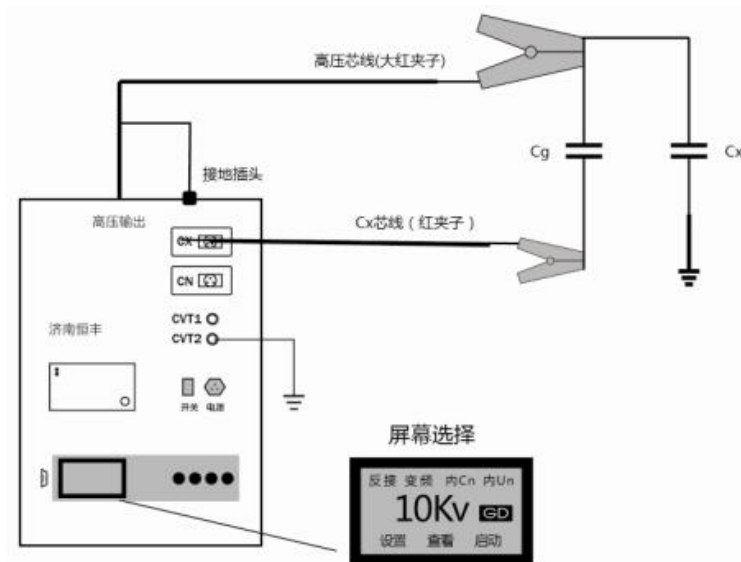 高压芯线(大红夹子)
Cg
Cx
接地插头
高压输出
Cx芯线（红夹子）
CX
CN
CVT1
CVT2
济南恒丰
开关 电源
屏幕选择
反接 变频 内Cn 内Un
10Kv GD
设置 查看 启动